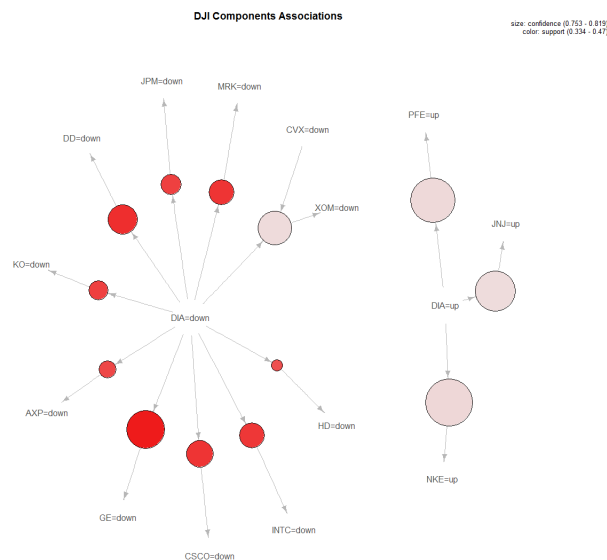 DJI Components Associations
size: confidence (0.753 - 0.819)
color: support (0.334 - 0.47)
JPM=down
MRK=down
PFE=up
CVX=down
DD=down
XOM=down
JNJ=up
KO=down
DIA=up
DIA=down
AXP=down
HD=down
NKE=up
GE=down
INTC=down
CSCO=down